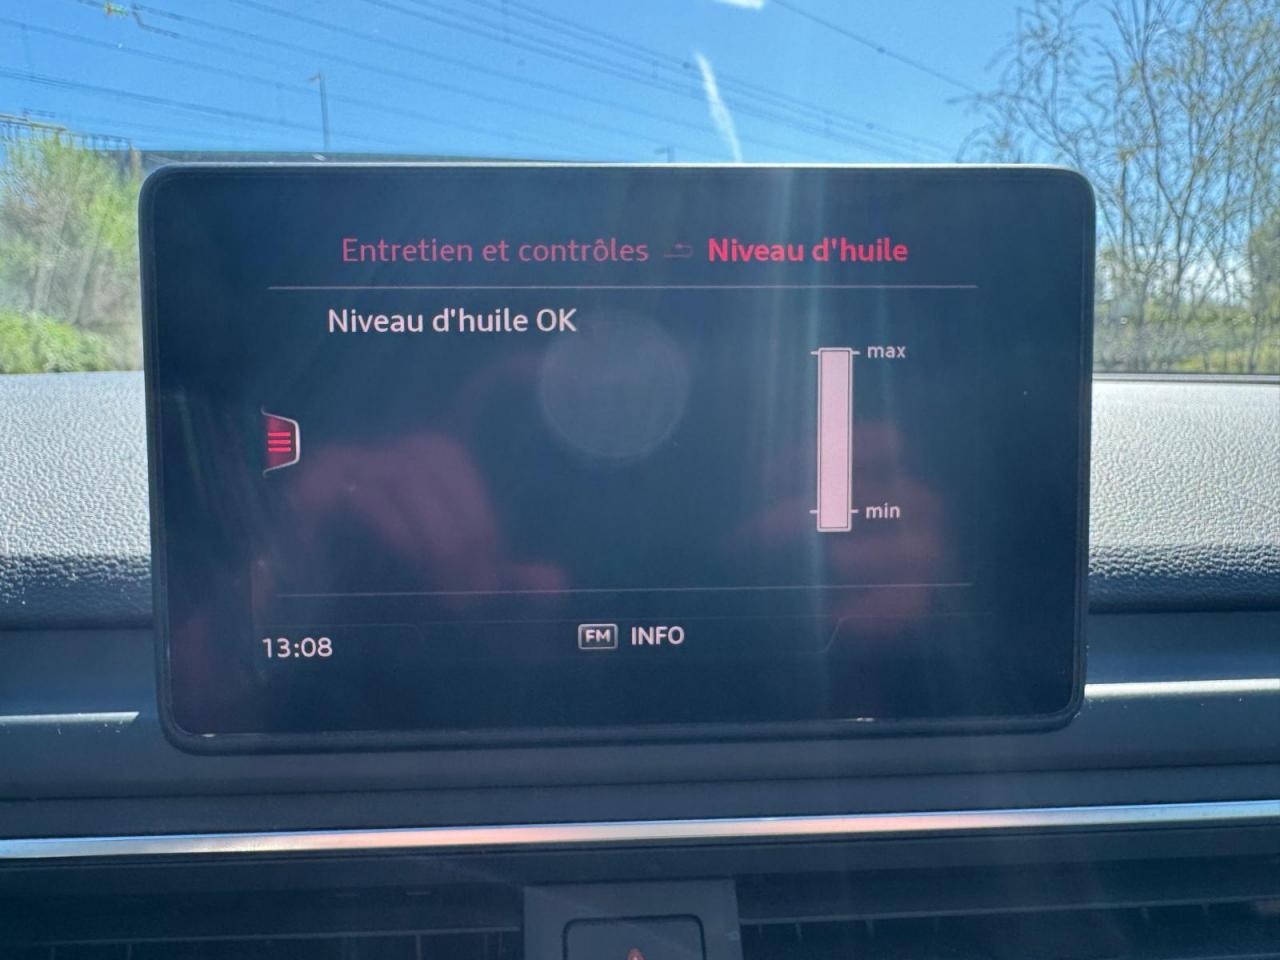 Entretien et contrôles Niveau d'huile
Niveau d'huile OK
max
min
13:08
FM INFO